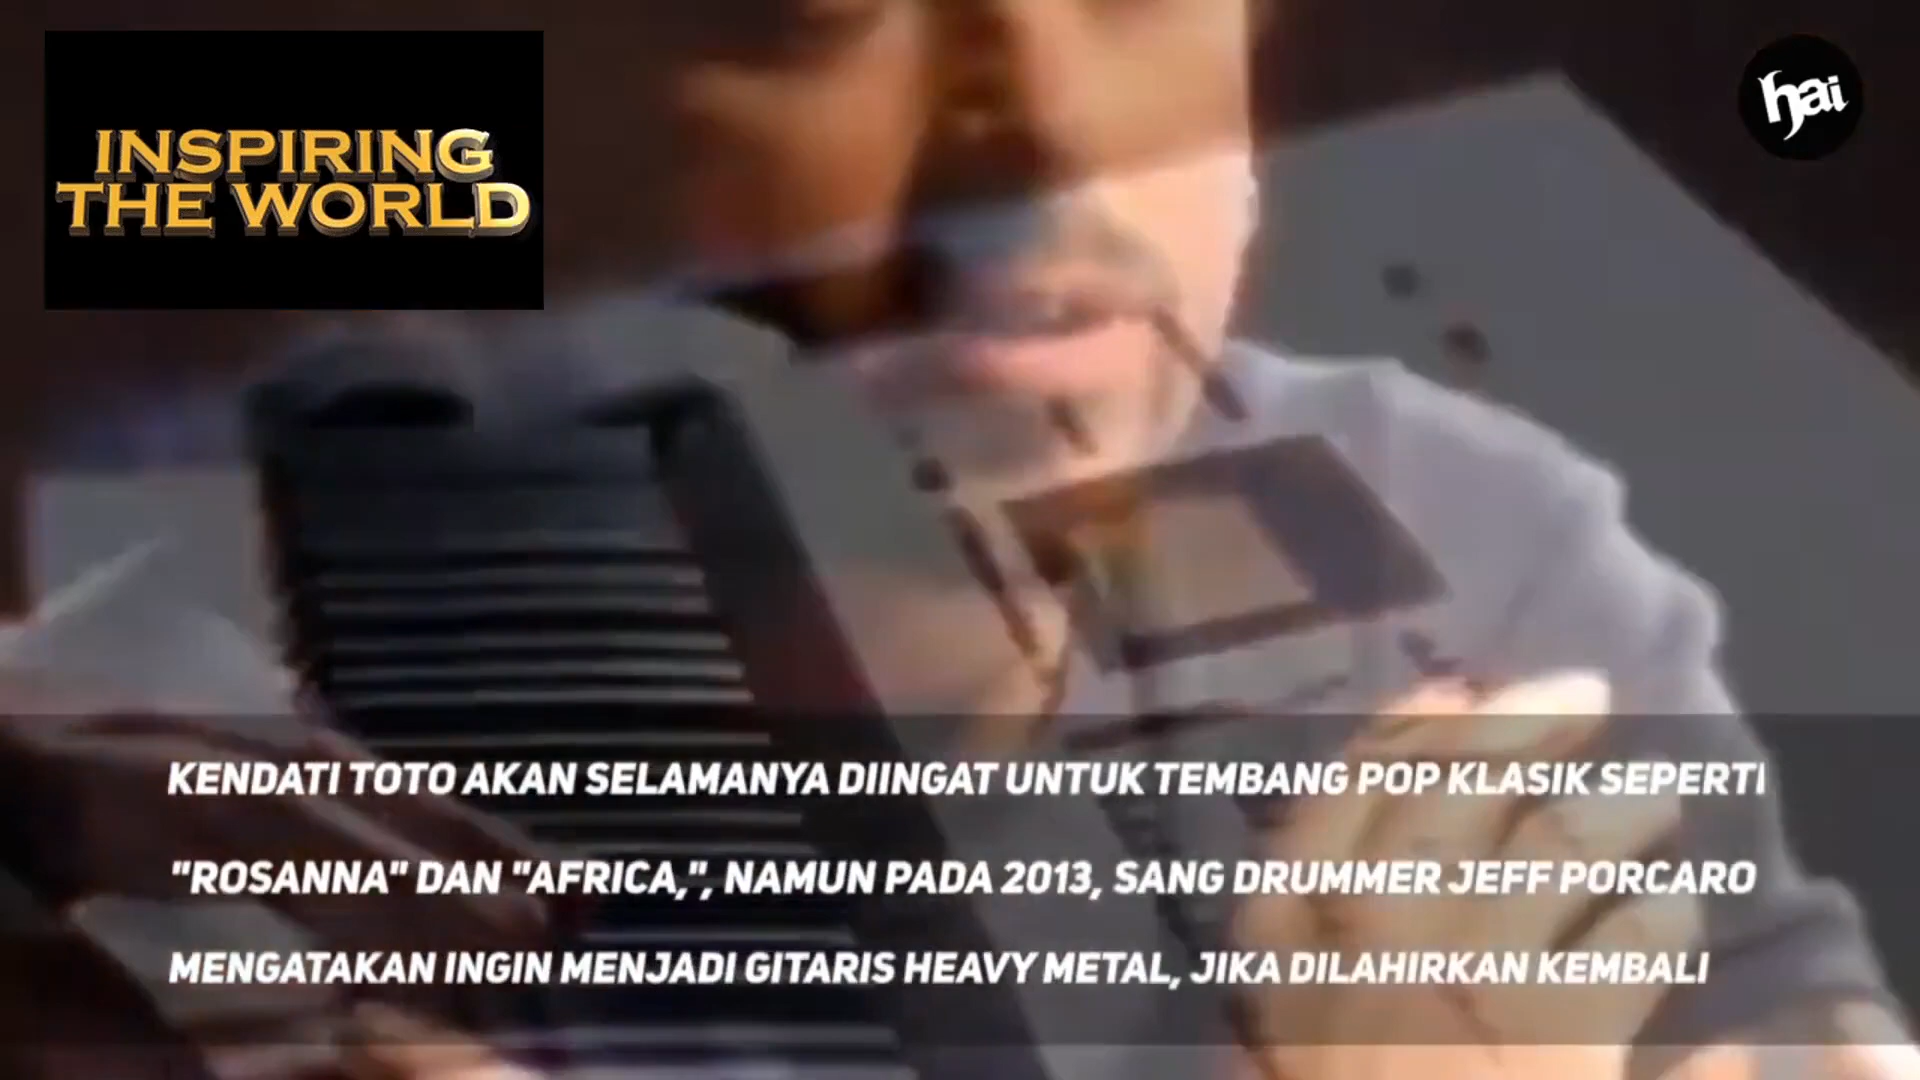 INSPIRING
THE WORLD
hai
KENDATI TOTO AKAN SELAMANYA DIINGAT UNTUK TEMBANG POP KLASIK SEPERTI
"ROSANNA" DAN "AFRICA,", NAMUN PADA 2013, SANG DRUMMER JEFF PORCARO
MENGATAKAN INGIN MENJADI GITARIS HEAVY METAL, JIKA DILAHIRKAN KEMBALI